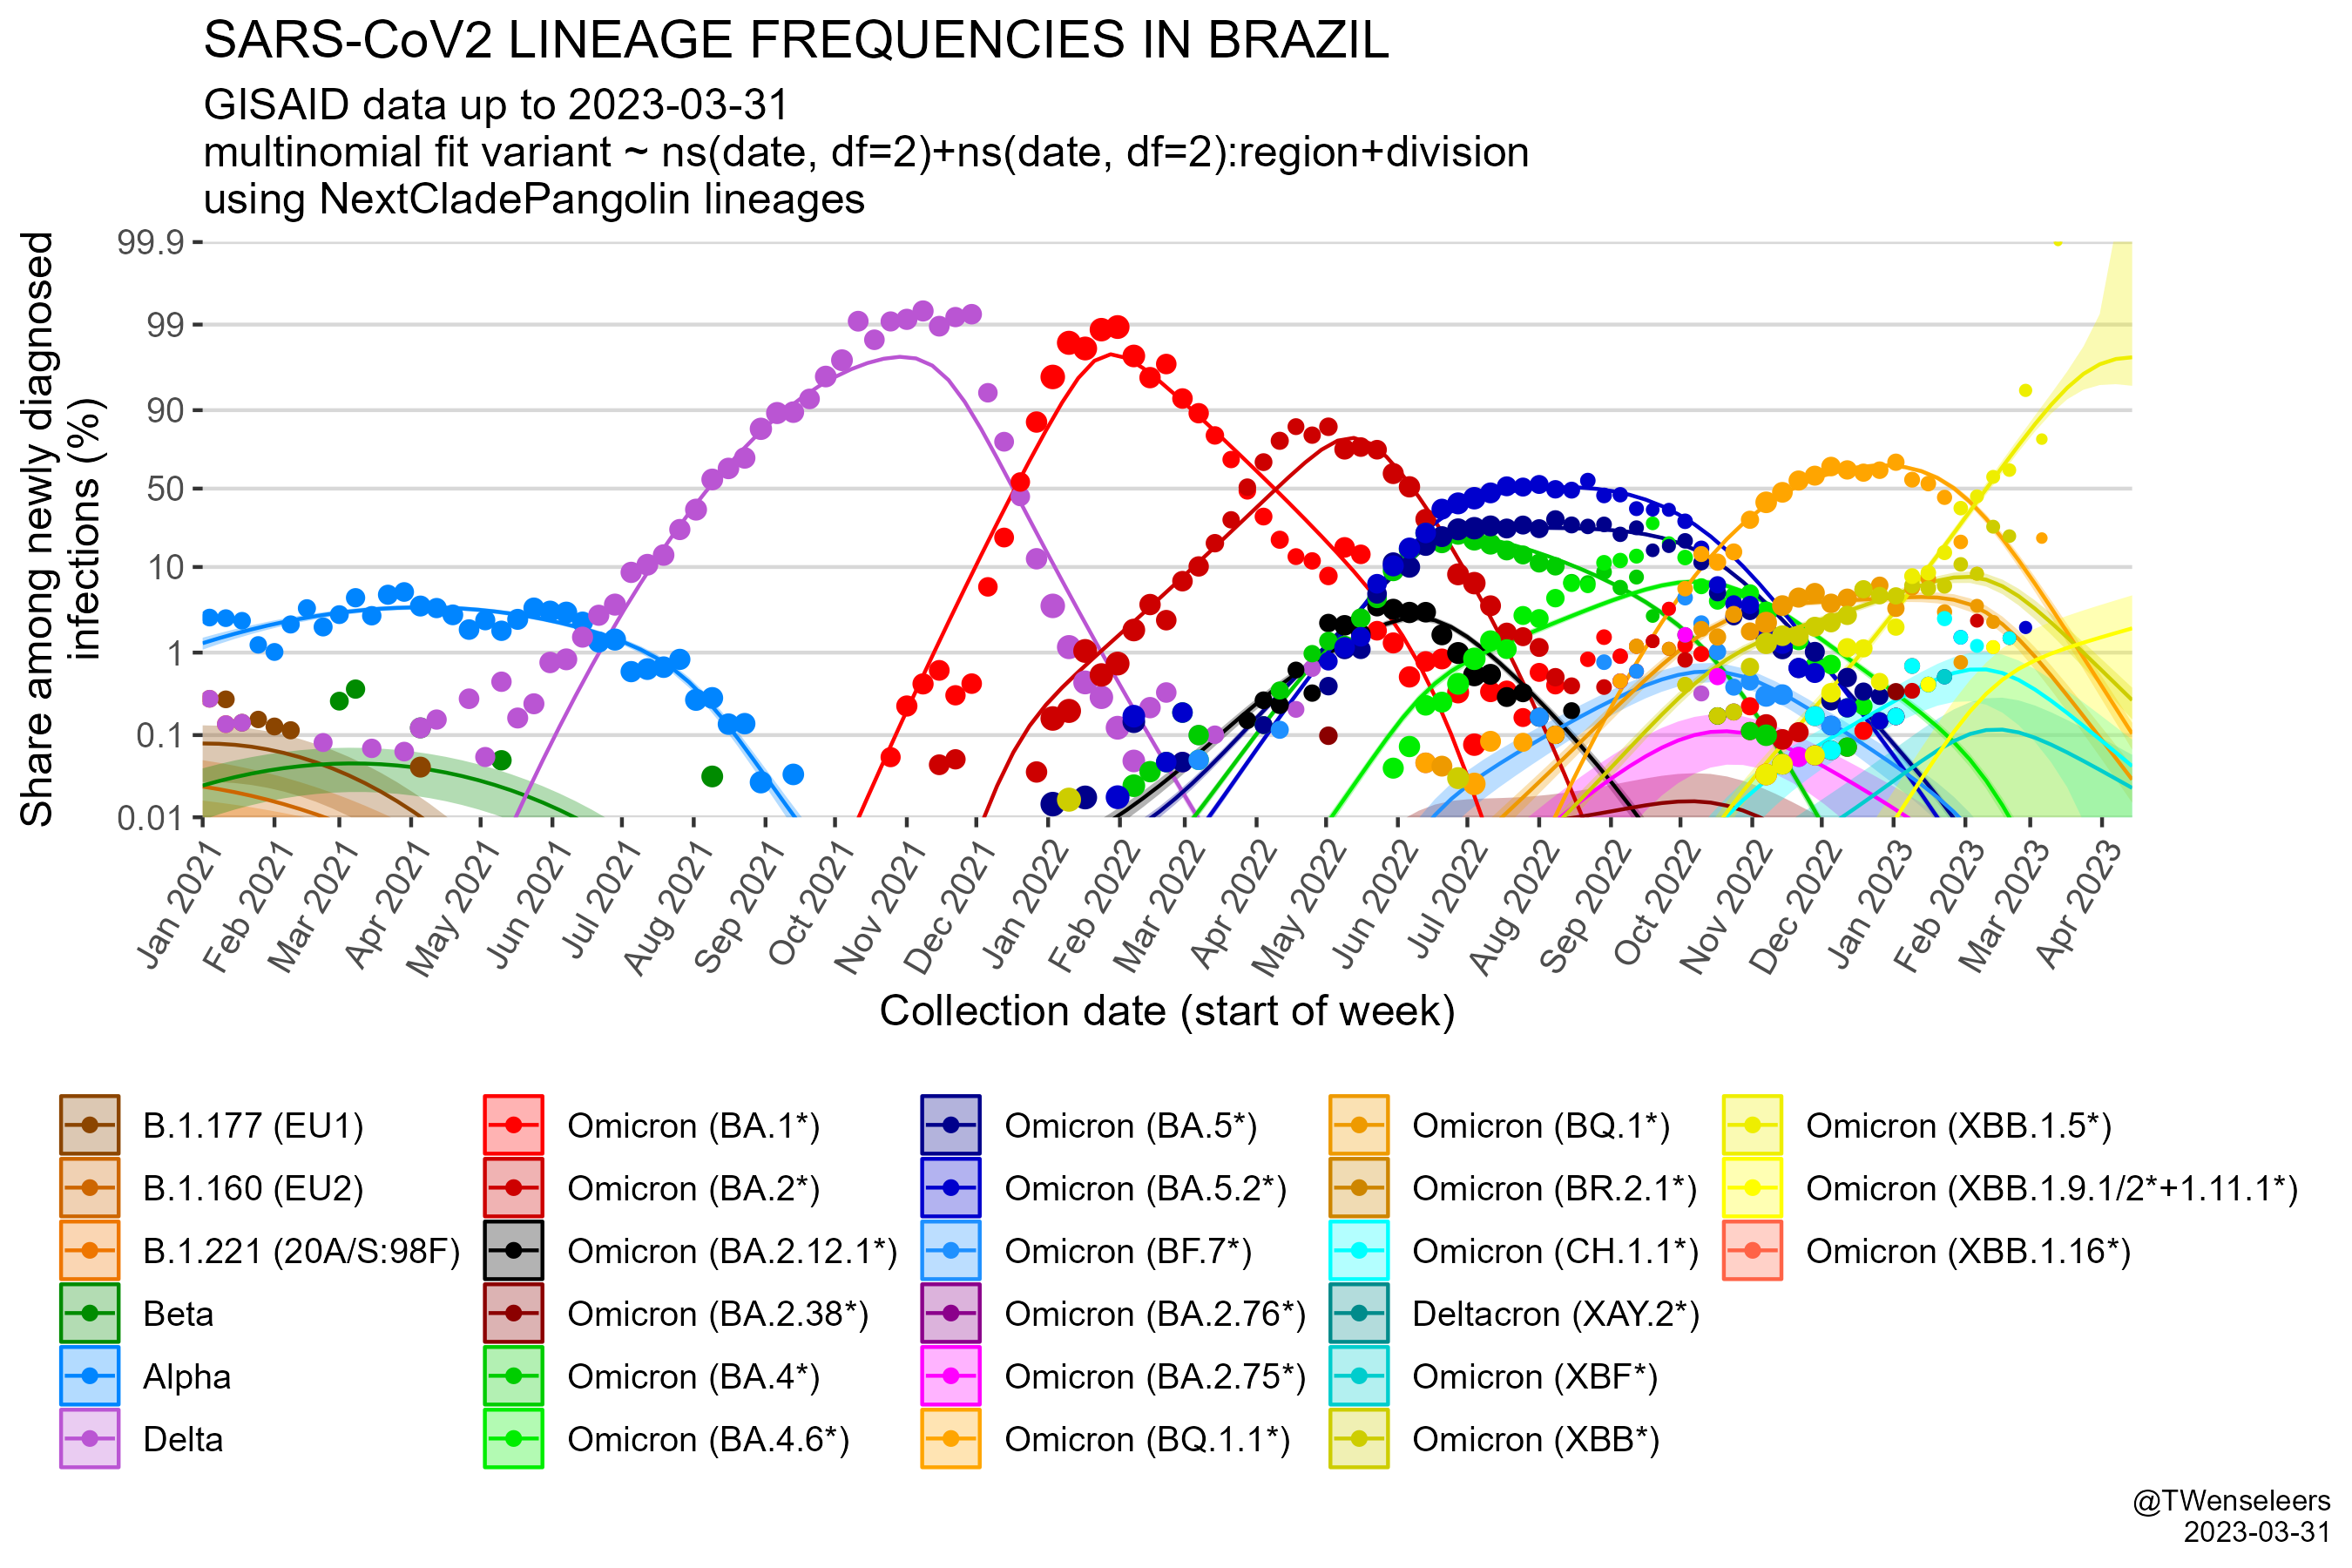 SARS-CoV2 LINEAGE FREQUENCIES IN BRAZIL
GISAID data up to 2023-03-31
multinomial fit variant ~ ns(date, df=2)+ns(date, df=2):region+division
using NextCladePangolin lineages
Share among newly diagnosed
infections (%)
99.9
99
90
50
10
1
0.1
0.01
Jan 2021
Feb 2021
Mar 2021
Apr 2021
May 2021
Jun 2021
Jul 2021
Aug 2021
Sep 2021
Oct 2021
Nov 2021
Dec 2021
Jan 2022
Feb 2022
Mar 2022
Apr 2022
May 2022
Jun 2022
Jul 2022
Aug 2022
Sep 2022
Oct 2022
Nov 2022
Dec 2022
Jan 2023
Feb 2023
Mar 2023
Apr 2023
Collection date (start of week)
B.1.177 (EU1)
B.1.160 (EU2)
B.1.221 (20A/S:98F)
Beta
Alpha
Delta
Omicron (BA.1*)
Omicron (BA.2*)
Omicron (BA.2.12.1*)
Omicron (BA.2.38*)
Omicron (BA.4*)
Omicron (BA.4.6*)
Omicron (BA.5*)
Omicron (BA.5.2*)
Omicron (BF.7*)
Omicron (BA.2.76*)
Omicron (BA.2.75*)
Omicron (BQ.1.1*)
Omicron (BQ.1*)
Omicron (BR.2.1*)
Omicron (CH.1.1*)
Deltacron (XAY.2*)
Omicron (XBF*)
Omicron (XBB*)
Omicron (XBB.1.5*)
Omicron (XBB.1.9.1/2*+1.11.1*)
Omicron (XBB.1.16*)
@TWenseleers
2023-03-31